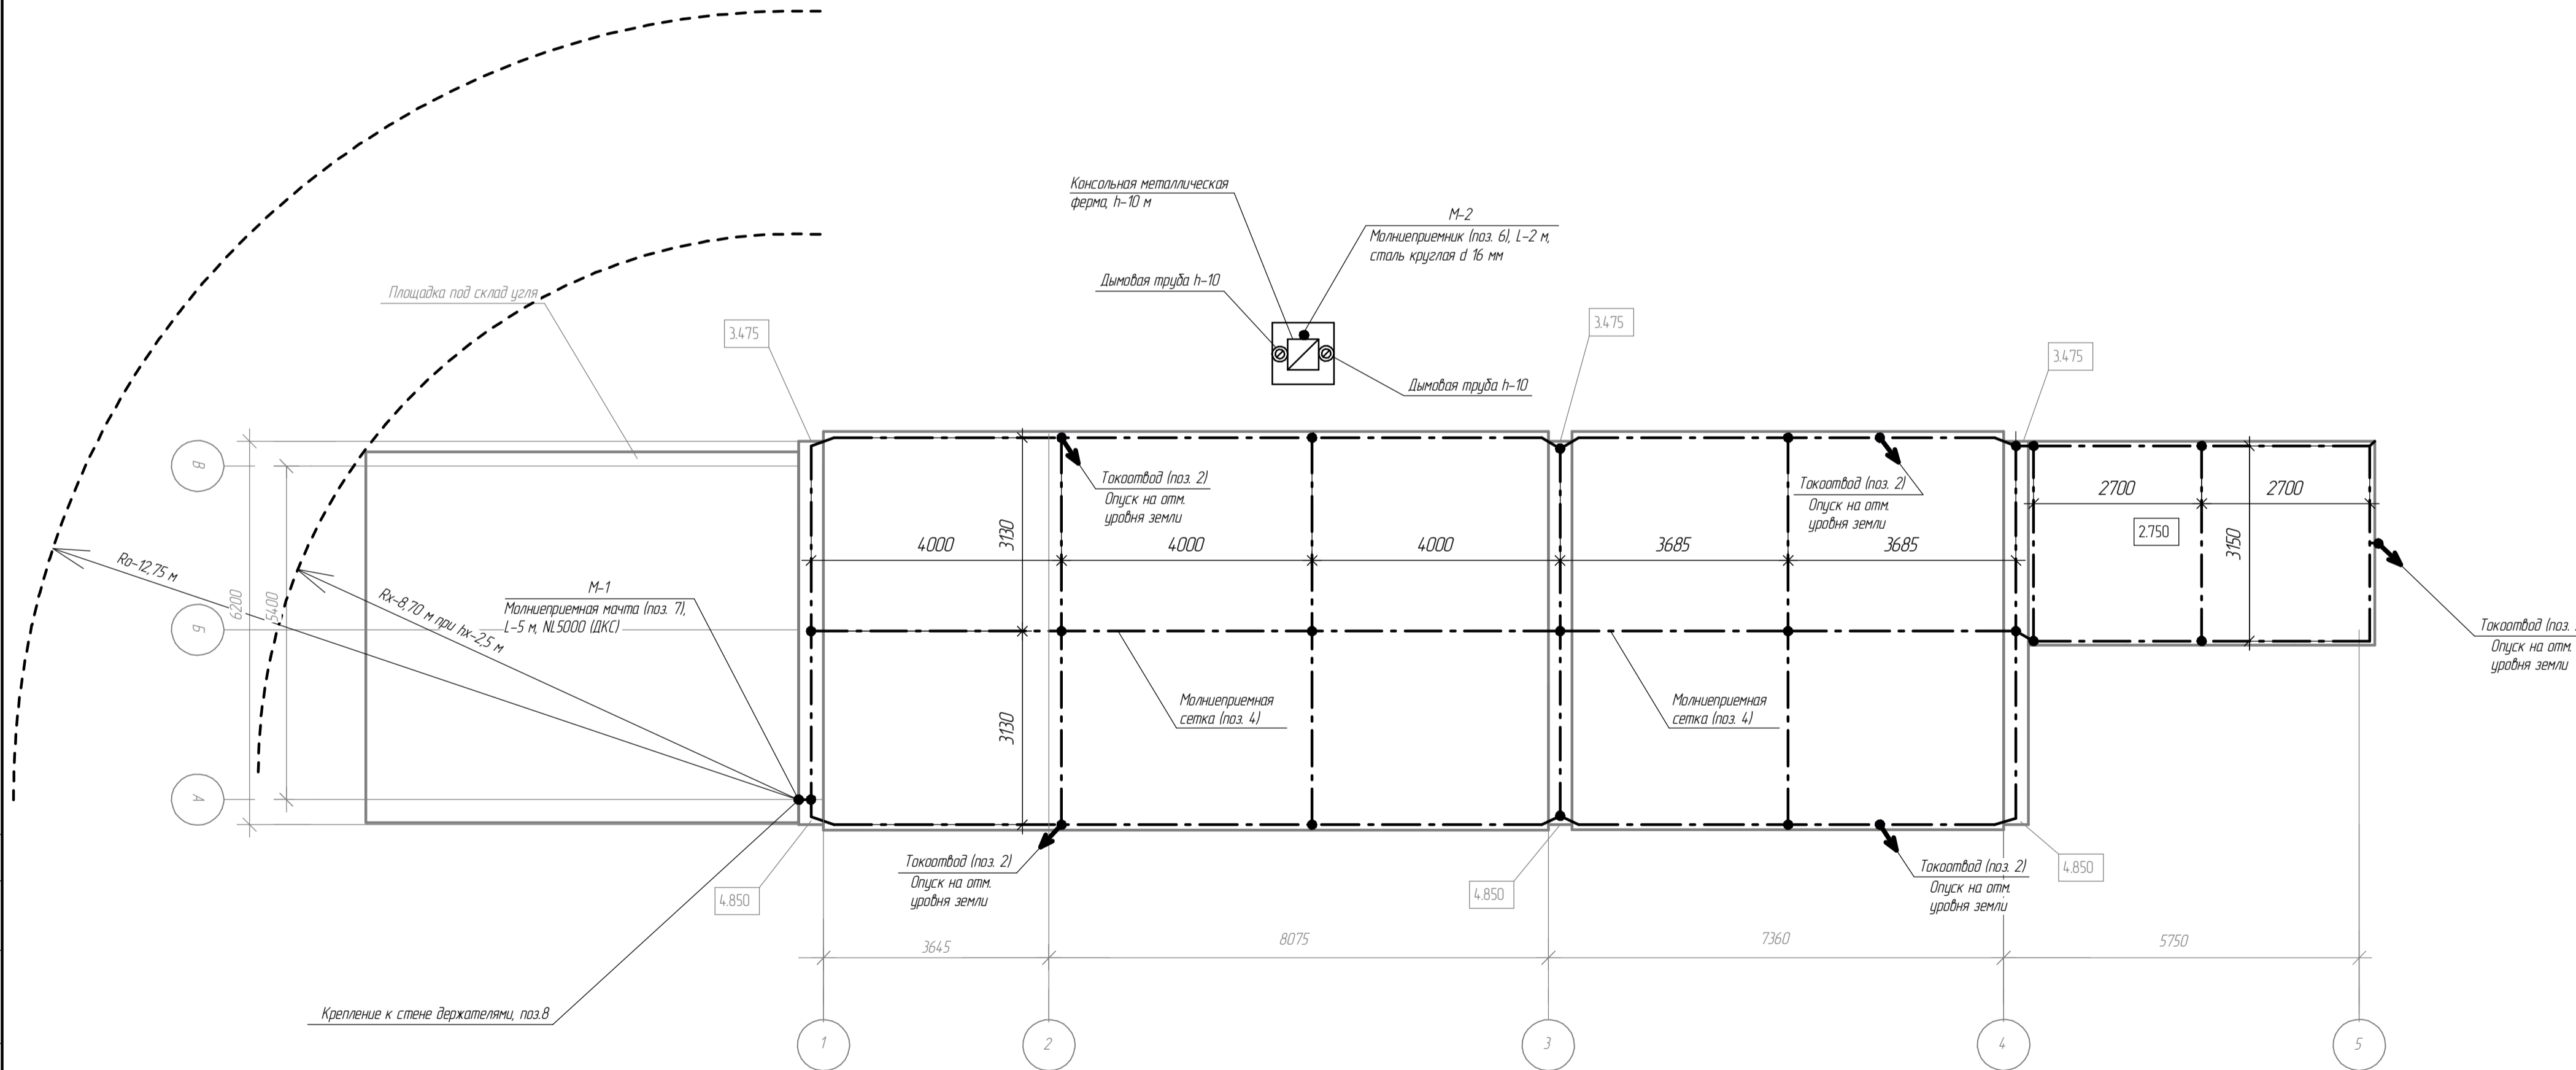 Консольная металлическая
ферма, h-10 м
М-2
Молниеприемник (поз. 6), L-2 м,
сталь круглая d 16 мм
Дымовая труба h-10
Площадка под склад угля
3.475
3.475
3.475
Дымовая труба h-10
В
Б
А
6200
5400
Ro-12,75 м
Rx-8,70 м при hx-2,5 м
М-1
Молниеприемная мачта (поз. 7),
L-5 м, NL5000 (ДКС)
Токоотвод (поз. 2)
Опуск на отм.
уровня земли
Токоотвод (поз. 2)
Опуск на отм.
уровня земли
4000
3130
4000
4000
3685
3685
2700
2700
2.750
3150
Токоотвод (поз.
Опуск на отм.
уровня земли
3130
Молниеприемная
сетка (поз. 4)
Молниеприемная
сетка (поз. 4)
Токоотвод (поз. 2)
Опуск на отм.
уровня земли
Токоотвод (поз. 2)
Опуск на отм.
уровня земли
4.850
4.850
4.850
3645
8075
7360
5750
Крепление к стене держателями, поз.8
1
2
3
4
5